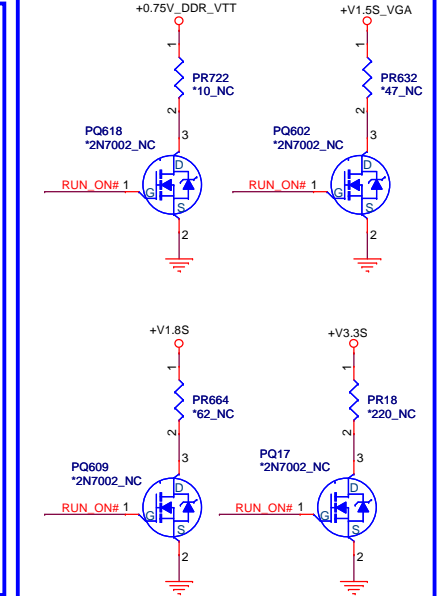 +0.75V_DDR_VTT
+V1.5S_VGA
1
1
PR722
*10_NC
PR632
*47_NC
2
2
PQ618
*2N7002_NC
3
PQ602
*2N7002_NC
3
D
D
RUN_ON# 1
G
RUN_ON# 1
G
S
S
2
2
+V1.8S
+V3.3S
1
1
PR664
*62_NC
PR18
*220_NC
2
2
PQ609
*2N7002_NC
3
PQ17
*2N7002_NC
3
D
D
RUN_ON# 1
G
RUN_ON# 1
G
S
S
2
2